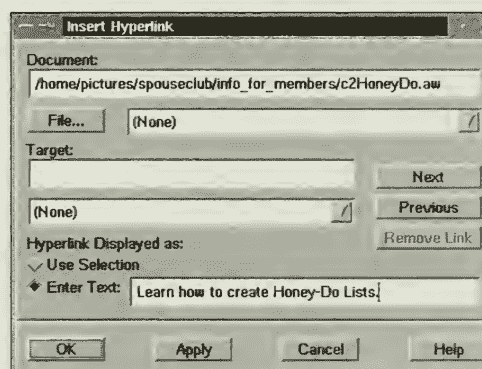 Insert Hyperlink
Document:
/home/pictures/spouseclub/info_for_members/c2HoneyDo.aw
File... (None)
Target:
Next
(None) Previous
Hyperlink Displayed as: Remove Link
Use Selection
Enter Text: Learn how to create Honey-Do Lists.
OK Apply Cancel Help